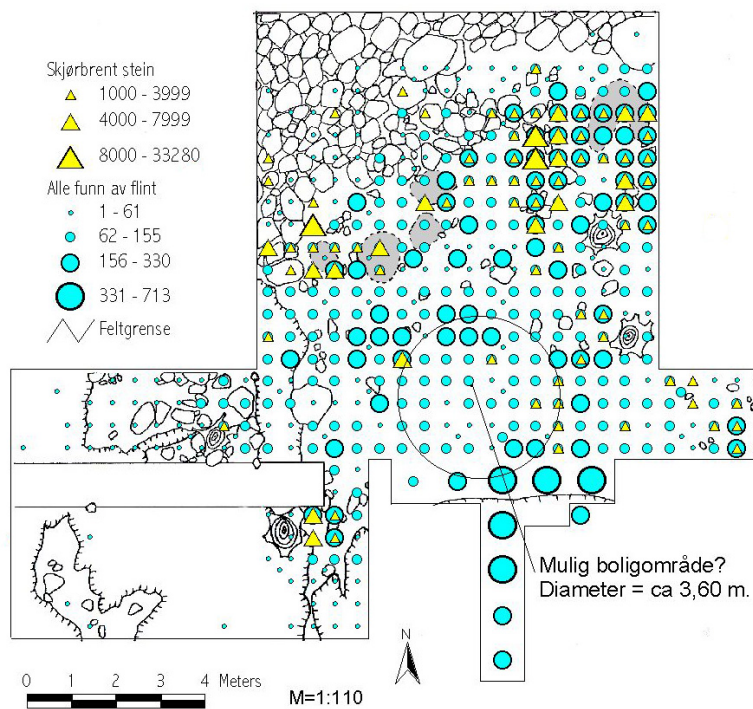 Skjørbrent stein
1000 - 3999
4000 - 7999
8000 - 33280
Alle funn av flint
1 - 61
62 - 155
156 - 330
331 - 713
Feltgrense
Mulig boligområde?
Diameter = ca 3,60 m.
N
0 1 2 3 4 Meters
M=1:110